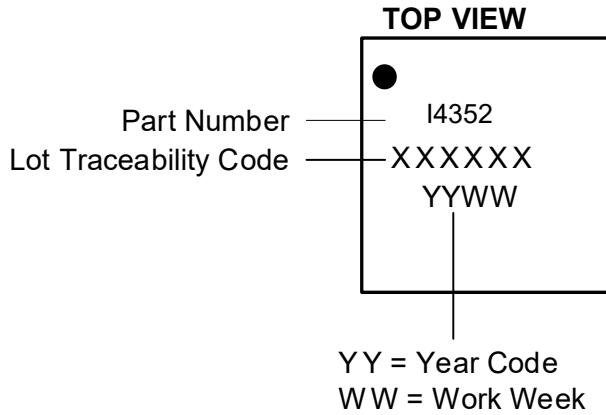 TOP VIEW
Part Number
I4352
Lot Traceability Code
XXXXXX
YYWW
YY = Year Code
WW = Work Week